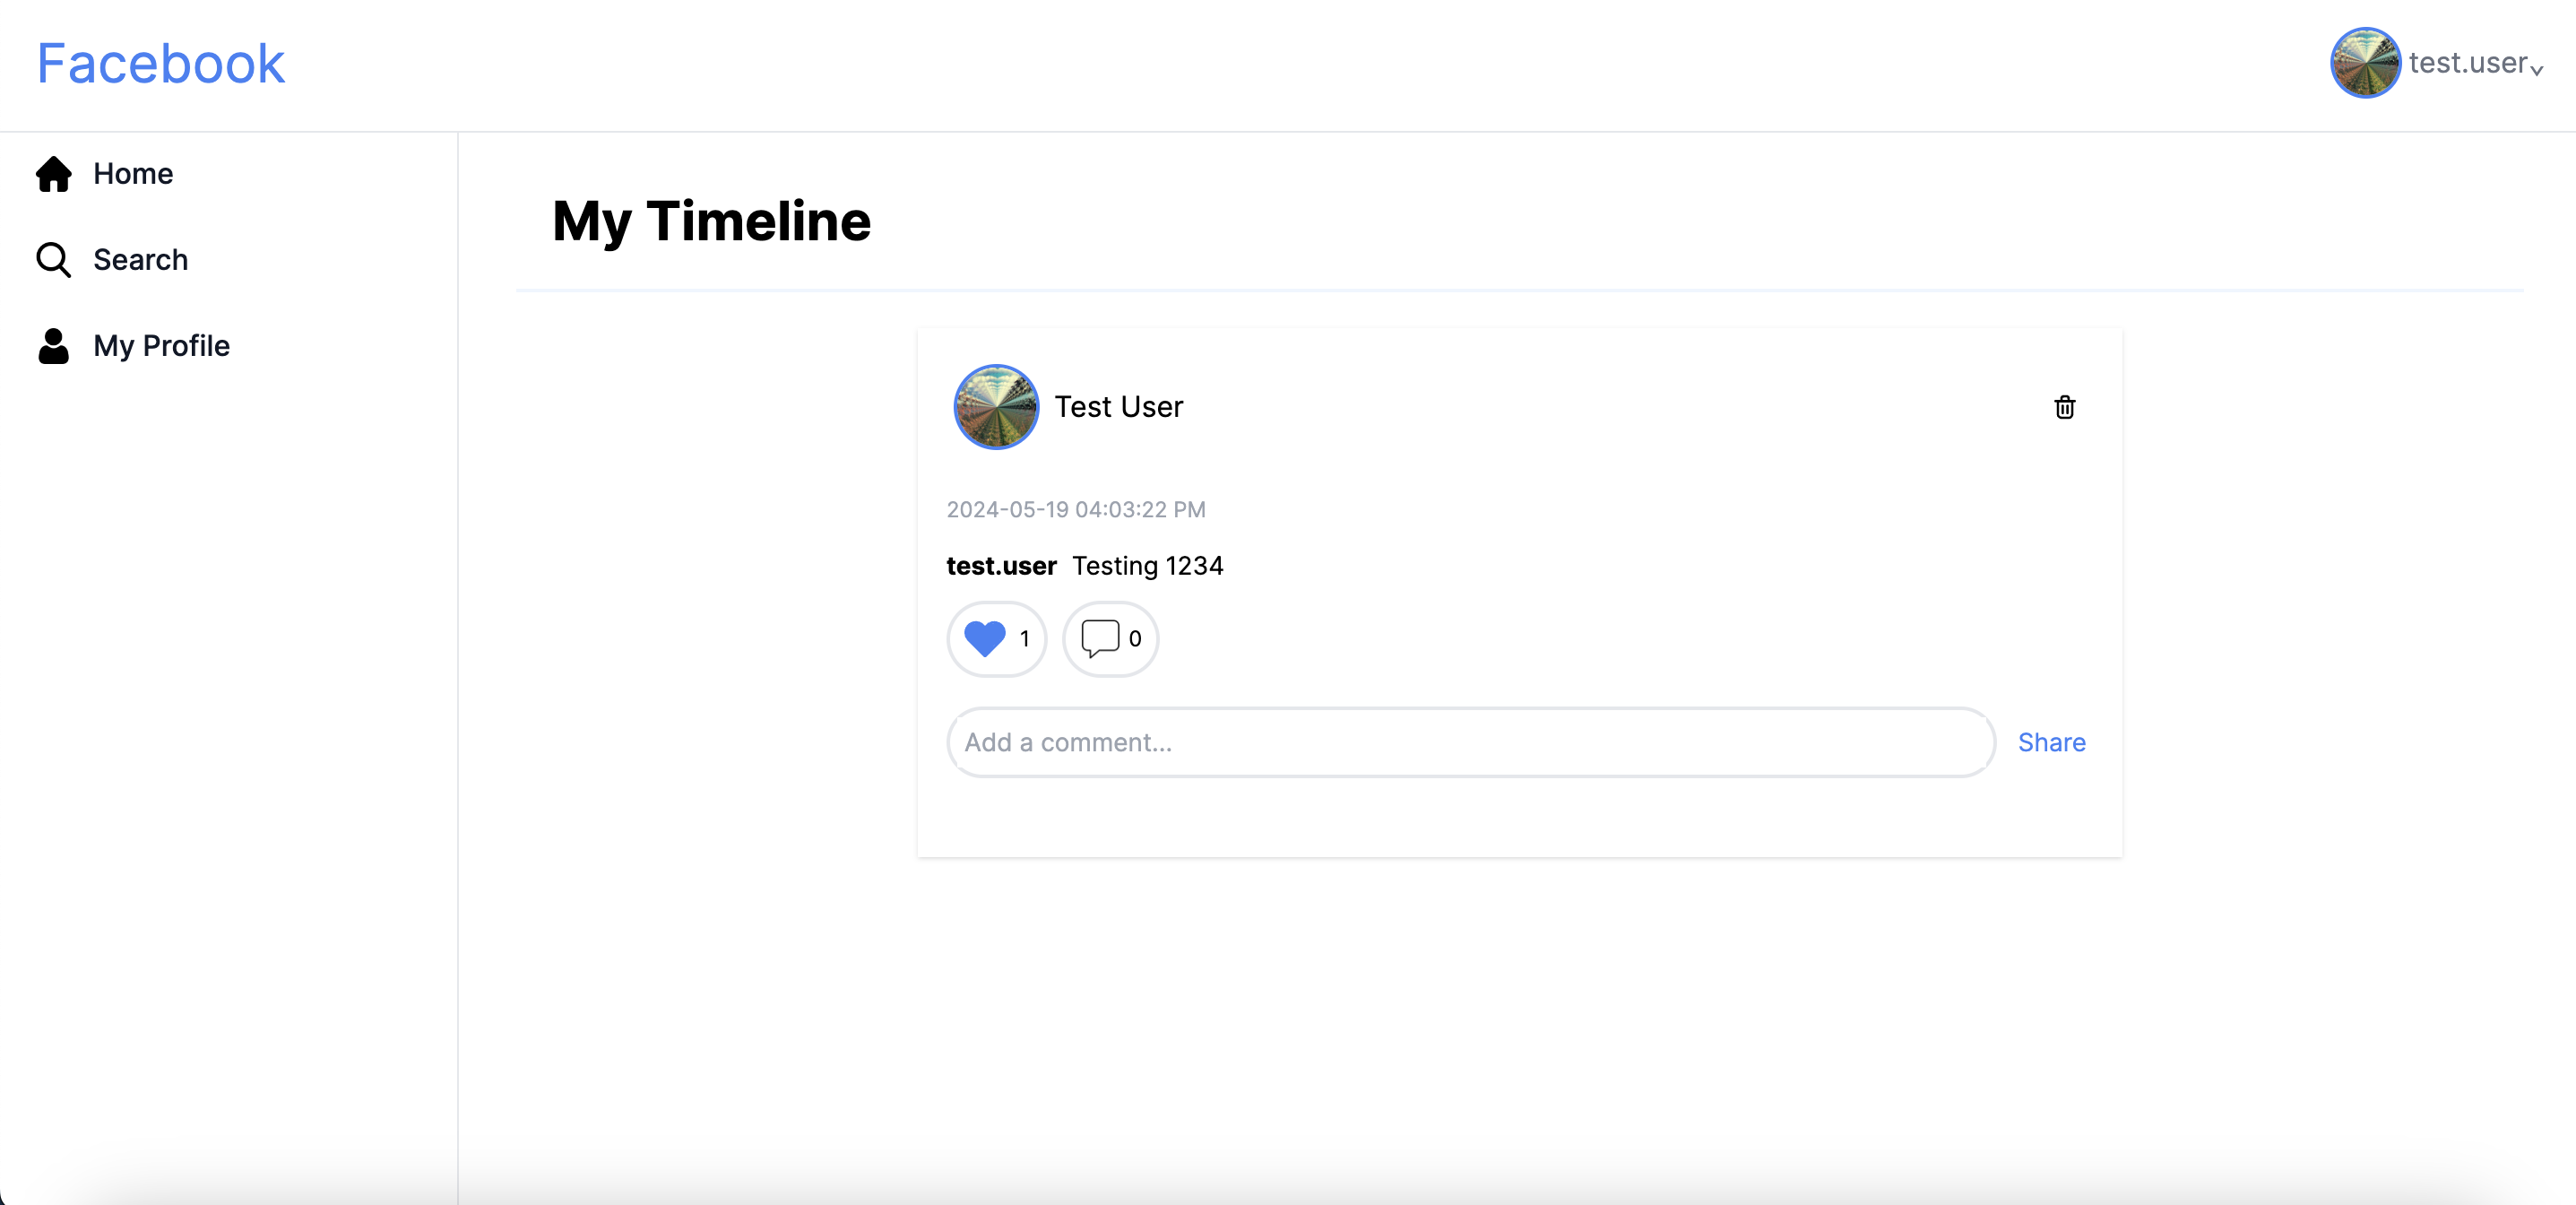 Facebook
test.user
Home
Search
My Profile
My Timeline
Test User
2024-05-19 04:03:22 PM
test.user Testing 1234
1 0
Add a comment...
Share